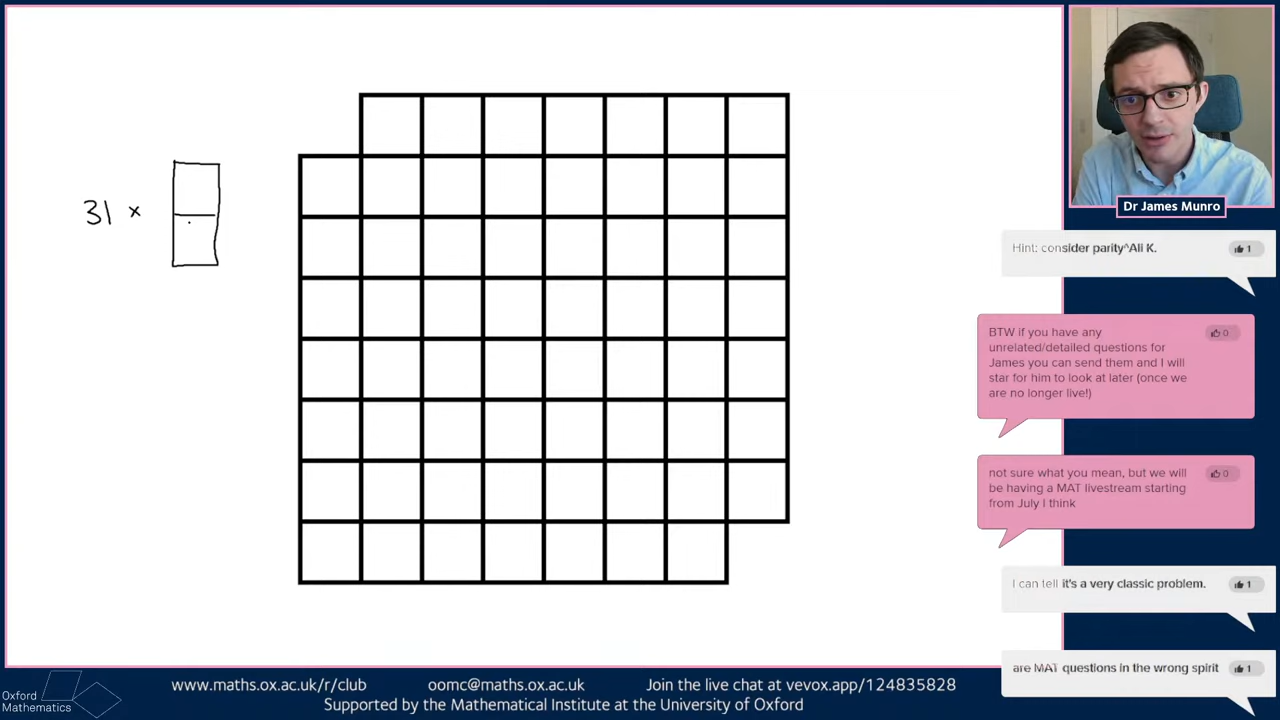 31 ×
Dr James Munro
Hint: consider parity^Ali K.
1
BTW if you have any
unrelated/detailed questions for
James you can send them and I will
star for him to look at later (once we
are no longer live!)
0
not sure what you mean, but we will
be having a MAT livestream starting
from July I think
0
I can tell it's a very classic problem.
1
are MAT questions in the wrong spirit
1
Oxford
Mathematics
www.maths.ox.ac.uk/r/club oomc@maths.ox.ac.uk Join the live chat at vevox.app/124835828
Supported by the Mathematical Institute at the University of Oxford